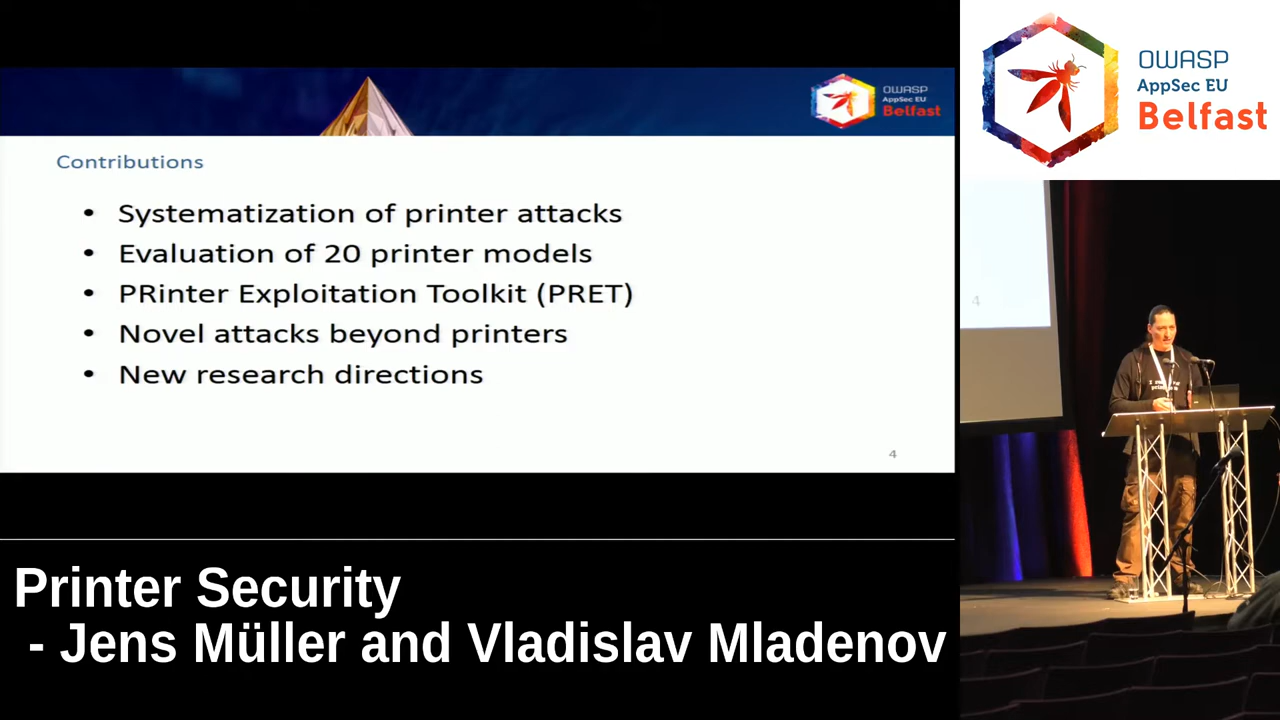 OWASP
AppSec EU
Belfast
Contributions
• Systematization of printer attacks
• Evaluation of 20 printer models
• PRinter Exploitation Toolkit (PRET)
• Novel attacks beyond printers
• New research directions
4
Printer Security
- Jens Müller and Vladislav Mladenov
OWASP
AppSec EU
Belfast
4